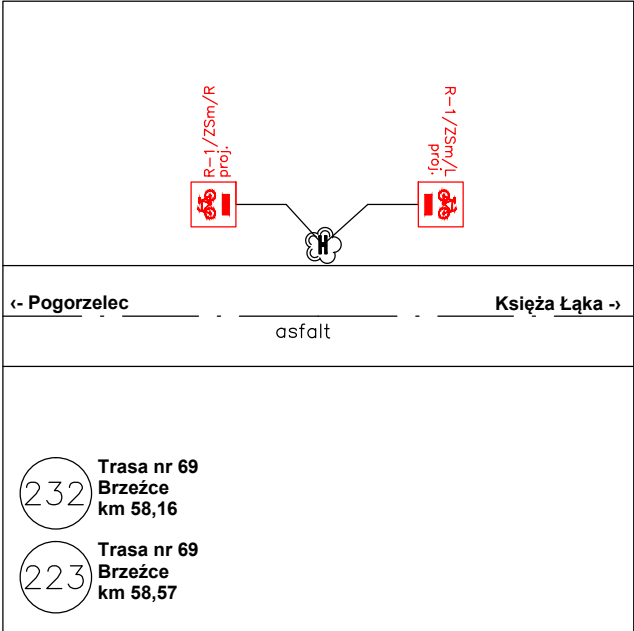 R-1/ZSm/R
proj.
R-1/ZSm/L
proj.
H
<- Pogorzelec
Księża Łąka ->
asfalt
232
Trasa nr 69
Brzeźce
km 58,16
223
Trasa nr 69
Brzeźce
km 58,57